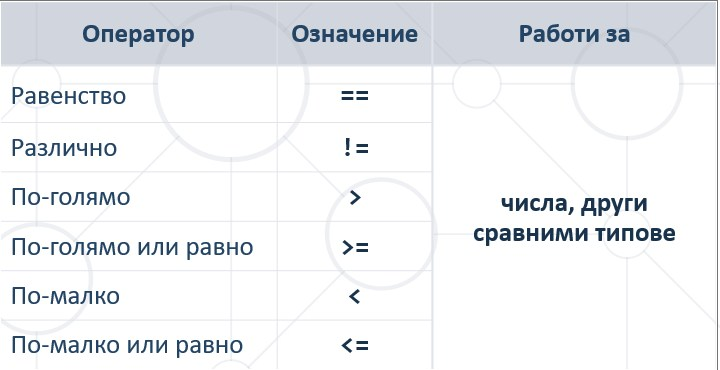 Оператор Означение Работи за
Равенство ==
Различно !=
По-голямо >
числа, други
сравними типове
По-голямо или равно >=
По-малко <
По-малко или равно <=